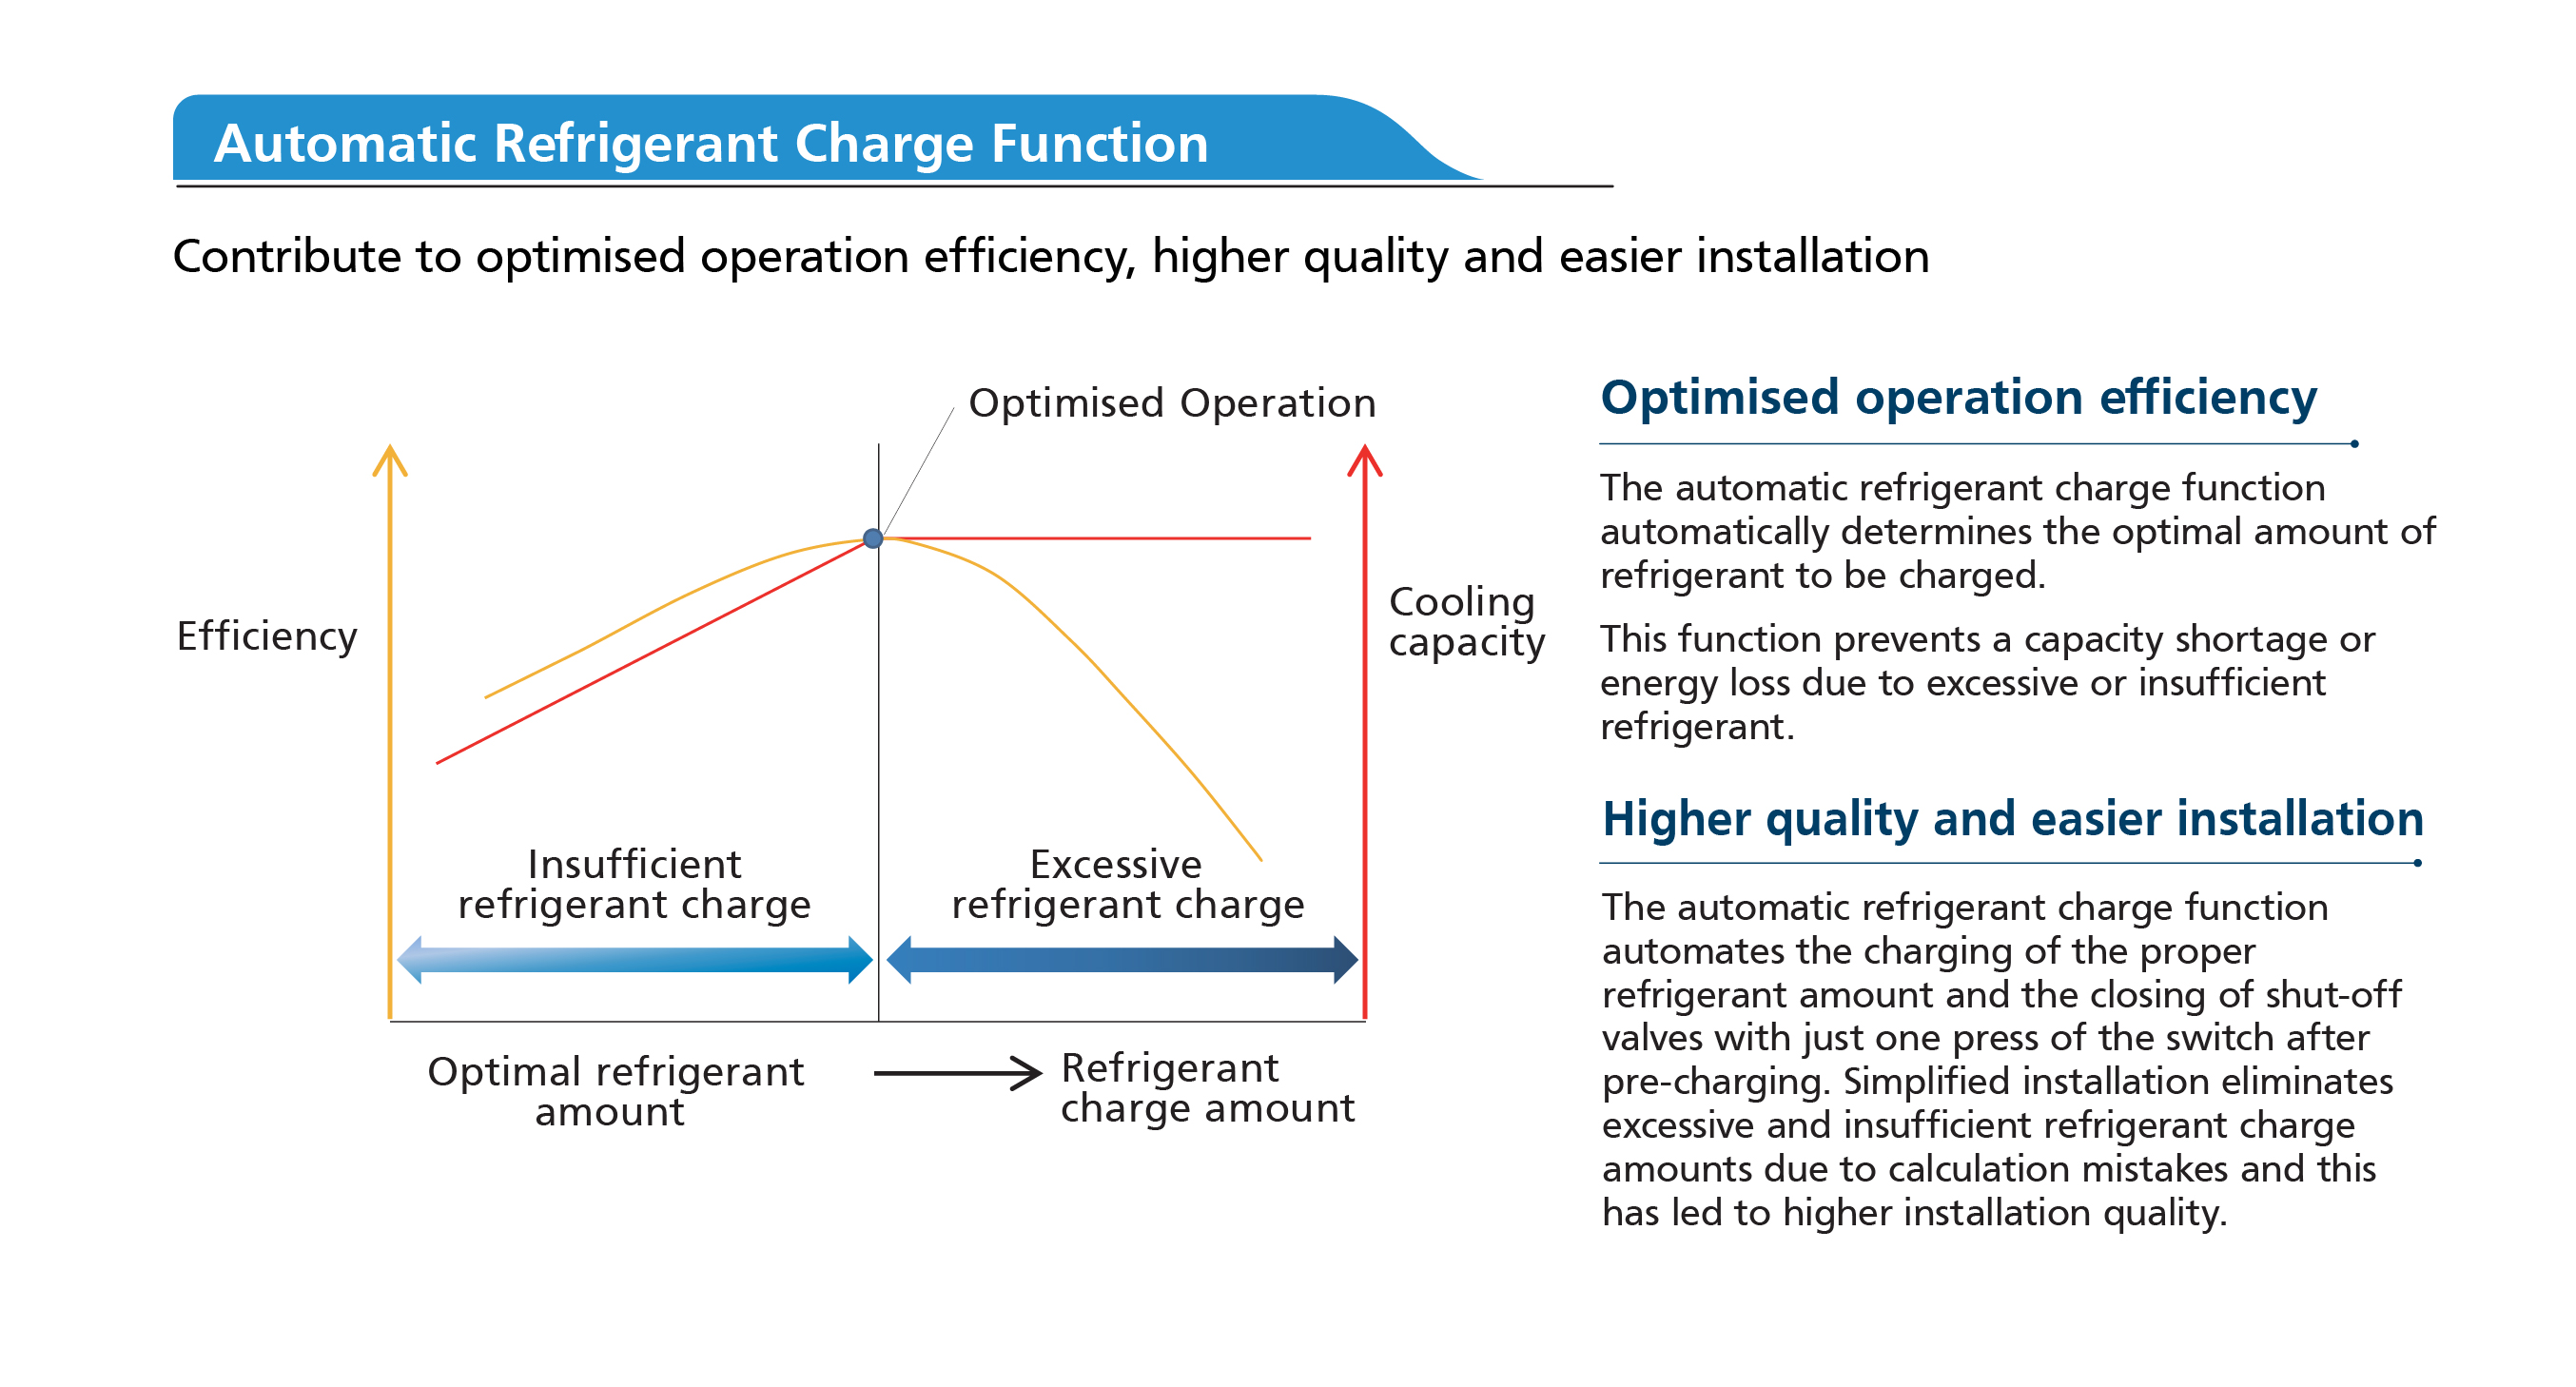 Automatic Refrigerant Charge Function
Contribute to optimised operation efficiency, higher quality and easier installation
Optimised Operation
Efficiency
Cooling
capacity
Insufficient
refrigerant charge
Excessive
refrigerant charge
Optimal refrigerant
amount
Refrigerant
charge amount
Optimised operation efficiency
The automatic refrigerant charge function
automatically determines the optimal amount of
refrigerant to be charged.
This function prevents a capacity shortage or
energy loss due to excessive or insufficient
refrigerant.
Higher quality and easier installation
The automatic refrigerant charge function
automates the charging of the proper
refrigerant amount and the closing of shut-off
valves with just one press of the switch after
pre-charging. Simplified installation eliminates
excessive and insufficient refrigerant charge
amounts due to calculation mistakes and this
has led to higher installation quality.